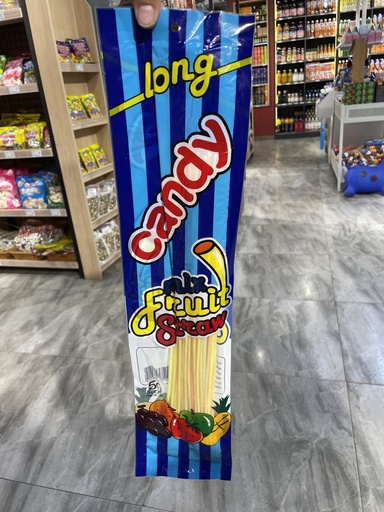 long
candy
mix
Fruit
Straw